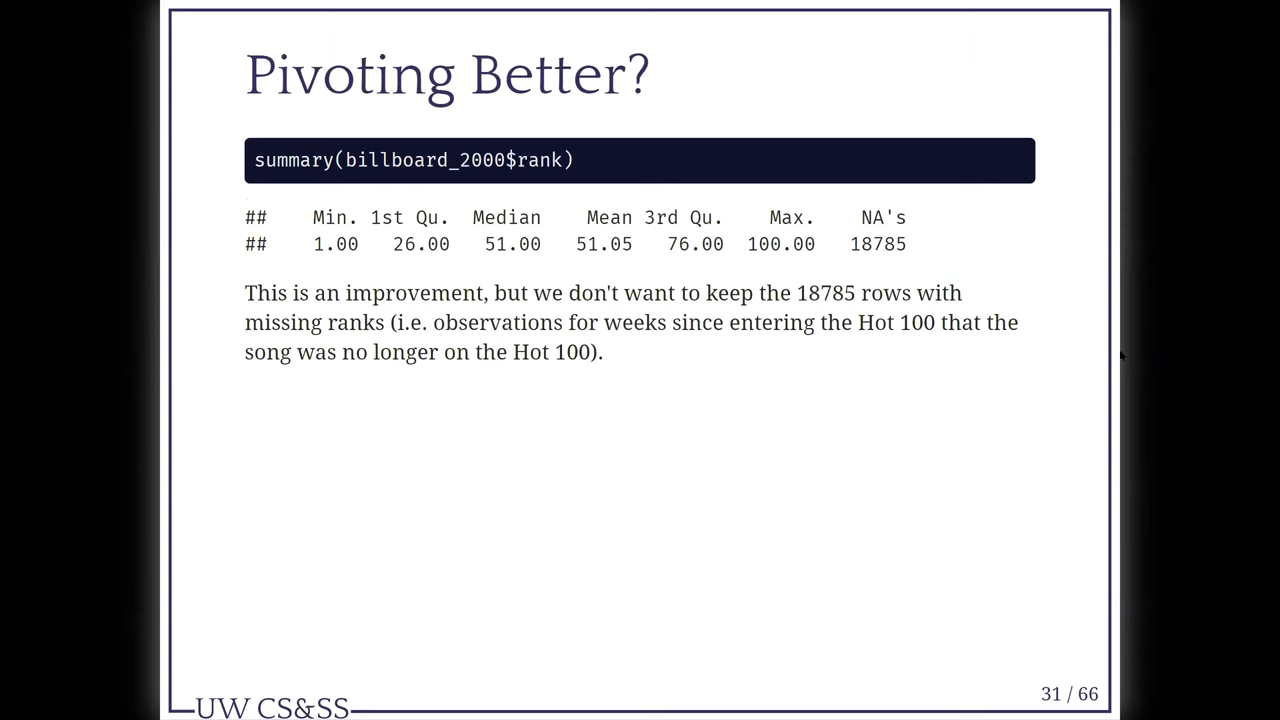 Pivoting Better?
summary(billboard_2000$rank)
##    Min. 1st Qu.  Median    Mean 3rd Qu.    Max.    NA's
##    1.00   26.00   51.00   51.05   76.00  100.00   18785
This is an improvement, but we don't want to keep the 18785 rows with
missing ranks (i.e. observations for weeks since entering the Hot 100 that the
song was no longer on the Hot 100).
31 / 66
UW CS&SS